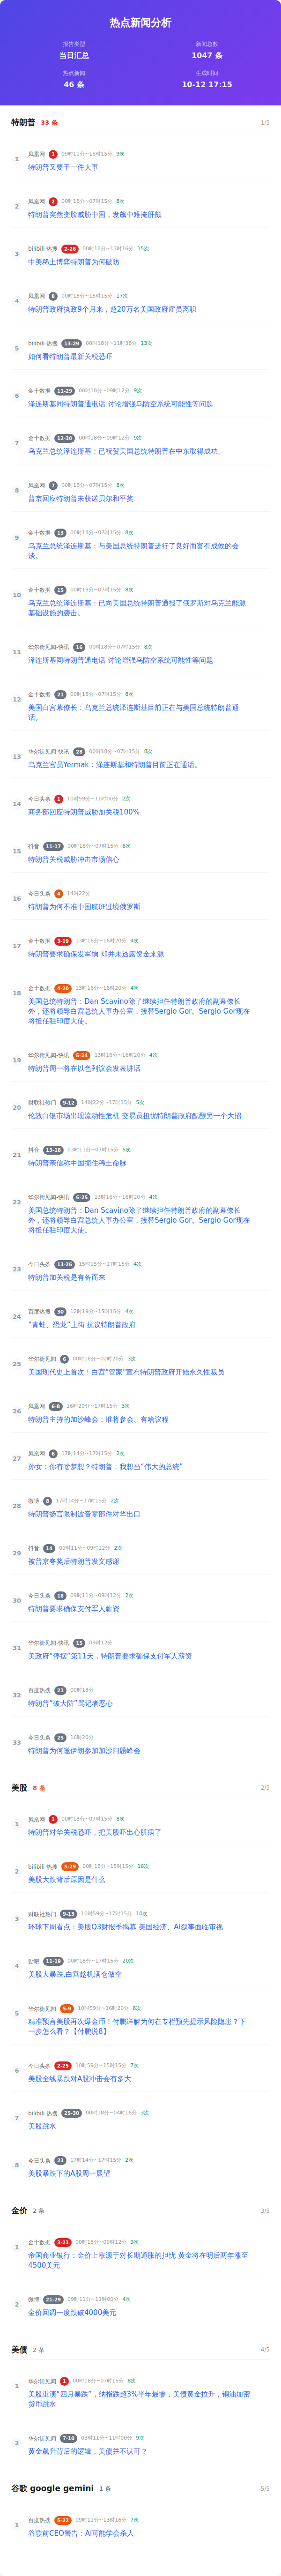 热点新闻分析
报告类型
新闻总数
当日汇总
1047 条
热点新闻
生成时间
46 条
10-12 17:15
特朗普 33 条 1/5
1 凤凰网 1 09时11分~15时15分 9次
特朗普又要干一件大事
2 凤凰网 2 00时18分~07时15分 8次
特朗普突然变脸威胁中国，发飙中难掩肝颤
3 bilibili 热搜 2-26 00时18分~13时16分 15次
中美稀土博弈特朗普为何破防
4 凤凰网 8 00时18分~15时15分 17次
特朗普政府执政9个月来，超20万名美国政府雇员离职
5 bilibili 热搜 13-29 00时18分~11时38分 13次
如何看特朗普最新关税恐吓
6 金十数据 11-29 00时18分~09时12分 9次
泽连斯基同特朗普通电话 讨论增强乌防空系统可能性等问题
7 金十数据 12-30 00时18分~09时12分 9次
乌克兰总统泽连斯基：已祝贺美国总统特朗普在中东取得成功。
8 凤凰网 7 00时18分~07时15分 8次
普京回应特朗普未获诺贝尔和平奖
9 金十数据 13 00时18分~07时15分 8次
乌克兰总统泽连斯基：与美国总统特朗普进行了良好而富有成效的会
谈。
10 金十数据 15 00时18分~07时15分 8次
乌克兰总统泽连斯基：已向美国总统特朗普通报了俄罗斯对乌克兰能源
基础设施的袭击。
11 华尔街见闻-快讯 16 00时18分~07时15分 8次
泽连斯基同特朗普通电话 讨论增强乌防空系统可能性等问题
12 金十数据 21 00时18分~07时15分 8次
美国白宫幕僚长：乌克兰总统泽连斯基目前正在与美国总统特朗普通
话。
13 华尔街见闻-快讯 28 00时18分~07时15分 8次
乌克兰官员Yermak：泽连斯基和特朗普目前正在通话。
14 今日头条 1 10时59分~11时00分 2次
商务部回应特朗普威胁加关税100%
15 抖音 11-17 00时18分~07时15分 6次
特朗普关税威胁冲击市场信心
16 今日头条 4 14时22分
特朗普为何不准中国航班过境俄罗斯
17 金十数据 3-19 13时16分~16时20分 4次
特朗普要求确保发军饷 却并未透露资金来源
18 金十数据 4-20 13时16分~16时20分 4次
美国总统特朗普：Dan Scavino除了继续担任特朗普政府的副幕僚长
外，还将领导白宫总统人事办公室，接替Sergio Gor。Sergio Gor现在
将担任驻印度大使。
19 华尔街见闻-快讯 5-24 13时16分~16时20分 4次
特朗普周一将在以色列议会发表讲话
20 财联社热门 9-12 14时22分~17时15分 5次
伦敦白银市场出现流动性危机 交易员担忧特朗普政府酝酿另一个大招
21 抖音 13-18 03时11分~07时15分 5次
特朗普亲信称中国扼住稀土命脉
22 华尔街见闻-快讯 6-25 13时16分~16时20分 4次
美国总统特朗普：Dan Scavino除了继续担任特朗普政府的副幕僚长
外，还将领导白宫总统人事办公室，接替Sergio Gor。Sergio Gor现在
将担任驻印度大使。
23 今日头条 13-26 15时15分~17时15分 4次
特朗普加关税是有备而来
24 百度热搜 30 12时19分~15时15分 4次
“青蛙、恐龙”上街 抗议特朗普政府
25 华尔街见闻 6 00时18分~02时20分 3次
美国现代史上首次！白宫“管家”宣布特朗普政府开始永久性裁员
26 凤凰网 6-8 16时20分~17时15分 3次
特朗普主持的加沙峰会：谁将参会、有啥议程
27 凤凰网 6 17时14分~17时15分 2次
孙女：你有啥梦想？特朗普：我想当“伟大的总统”
28 微博 8 17时14分~17时15分 2次
特朗普扬言限制波音零部件对华出口
29 抖音 14 09时11分~09时12分 2次
被普京夸奖后特朗普发文感谢
30 今日头条 18 09时11分~09时12分 2次
特朗普要求确保支付军人薪资
31 华尔街见闻-快讯 15 09时12分
美政府“停摆”第11天，特朗普要求确保支付军人薪资
32 百度热搜 21 00时18分
特朗普“破大防”骂记者恶心
33 今日头条 25 16时20分
特朗普为何邀伊朗参加加沙问题峰会
美股 8 条 2/5
1 凤凰网 1 00时18分~07时15分 8次
特朗普对华关税恐吓，把美股吓出心脏病了
2 bilibili 热搜 5-29 00时18分~15时15分 16次
美股大跌背后原因是什么
3 财联社热门 9-13 10时59分~17时15分 10次
环球下周看点：美股Q3财报季揭幕 美国经济、AI叙事面临审视
4 贴吧 11-19 00时18分~17时15分 20次
美股大暴跌,白宫趁机满仓做空
5 华尔街见闻 5-9 10时59分~16时20分 8次
精准预言美股再次爆金币！付鹏详解为何在专栏预先提示风险隐患？下
一步怎么看？【付鹏说8】
6 今日头条 2-25 10时59分~15时15分 7次
美股全线暴跌对A股冲击会有多大
7 bilibili 热搜 25-30 00时18分~04时16分 3次
美股跳水
8 今日头条 23 17时14分~17时15分 2次
美股暴跌下的A股周一展望
金价 2 条 3/5
1 金十数据 3-21 00时18分~09时12分 9次
帝国商业银行：金价上涨源于对长期通胀的担忧 黄金将在明后两年涨至
4500美元
2 微博 21-29 09时11分~11时00分 4次
金价回调一度跌破4000美元
美债 2 条 4/5
1 华尔街见闻 1 00时18分~07时15分 8次
美股重演“四月暴跌”，纳指跌超3%半年最惨，美债黄金拉升，铜油加密
货币跳水
2 华尔街见闻 7-10 03时11分~11时00分 9次
黄金飙升背后的逻辑，美债并不认可？
谷歌 google gemini 1 条 5/5
1 百度热搜 5-22 09时11分~13时16分 7次
谷歌前CEO警告：AI可能学会杀人